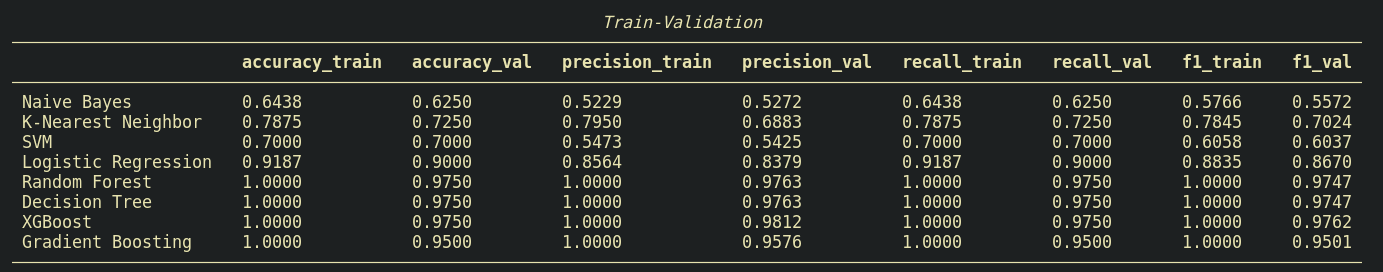 Train-Validation
accuracy_train accuracy_val precision_train precision_val recall_train recall_val f1_train f1_val
Naive Bayes 0.6438 0.6250 0.5229 0.5272 0.6438 0.6250 0.5766 0.5572
K-Nearest Neighbor 0.7875 0.7250 0.7950 0.6883 0.7875 0.7250 0.7845 0.7024
SVM 0.7000 0.7000 0.5473 0.5425 0.7000 0.7000 0.6058 0.6037
Logistic Regression 0.9187 0.9000 0.8564 0.8379 0.9187 0.9000 0.8835 0.8670
Random Forest 1.0000 0.9750 1.0000 0.9763 1.0000 0.9750 1.0000 0.9747
Decision Tree 1.0000 0.9750 1.0000 0.9763 1.0000 0.9750 1.0000 0.9747
XGBoost 1.0000 0.9750 1.0000 0.9812 1.0000 0.9750 1.0000 0.9762
Gradient Boosting 1.0000 0.9500 1.0000 0.9576 1.0000 0.9500 1.0000 0.9501